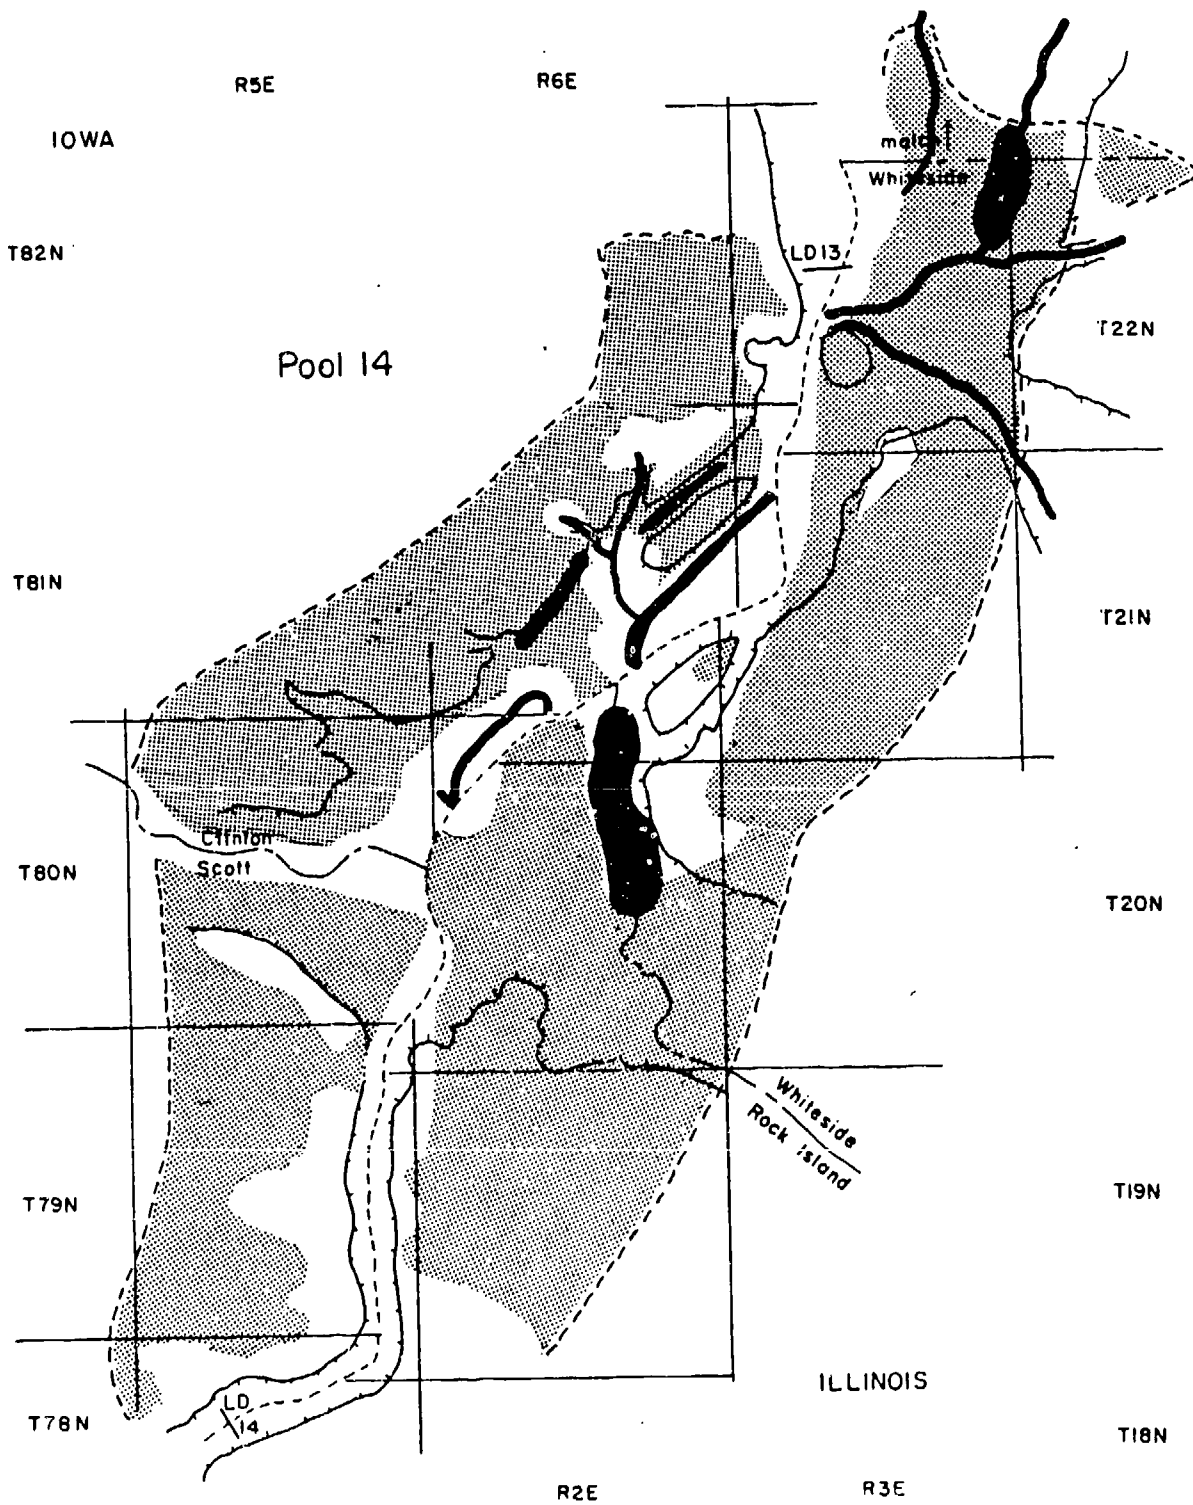 R5E
R6E
IOWA
match
Whiteside
T82N
LD13
T22N
Pool 14
T81N
T21N
Clinton
Scott
T80N
T20N
Whiteside
Rock Island
T79N
T19N
ILLINOIS
LD
14
T78N
T18N
R2E
R3E